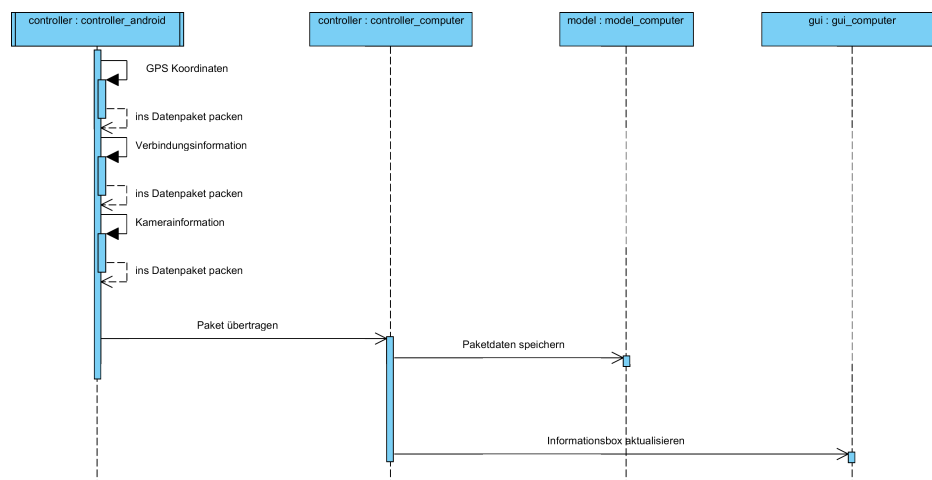 controller : controller_android
controller : controller_computer
model : model_computer
gui : gui_computer
GPS Koordinaten
ins Datenpaket packen
Verbindungsinformation
ins Datenpaket packen
Kamerainformation
ins Datenpaket packen
Paket übertragen
Paketdaten speichern
Informationsbox aktualisieren